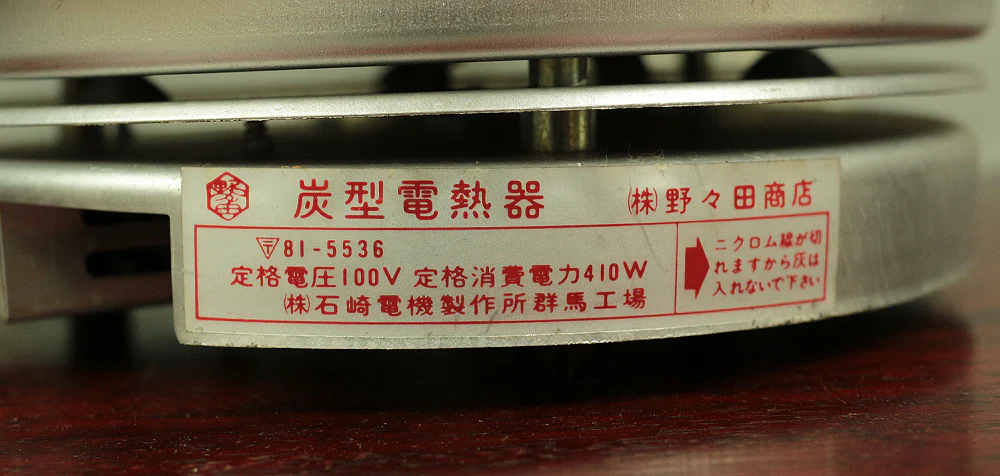 野々田
炭型電熱器 ㈱野々田商店
〒81-5536
定格電圧100V 定格消費電力410W
㈱石崎電機製作所群馬工場
ニクロム線が切
れますから灰は
入れないで下さい